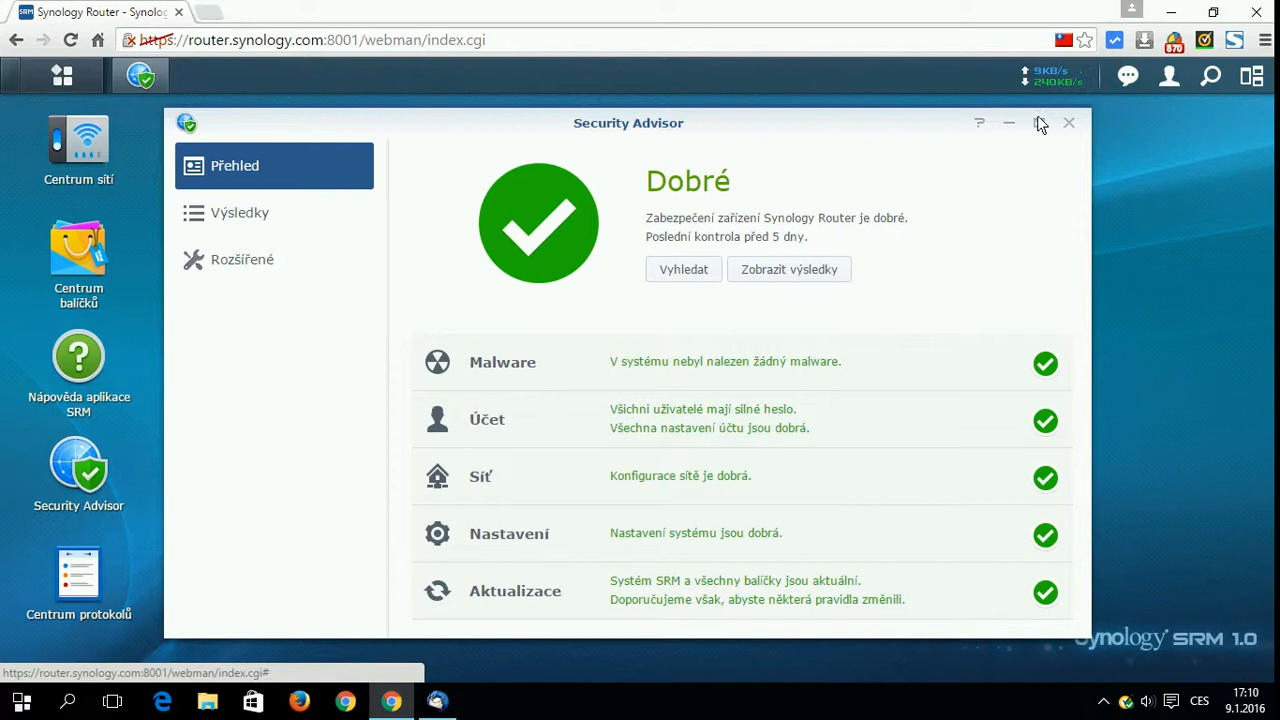 SRM Synology Router - Synolog
https://router.synology.com:8001/webman/index.cgi
870
9KB/s
240KB/s
Security Advisor
Centrum sítí
Centrum
balíčků
Nápověda aplikace
SRM
Security Advisor
Centrum protokolů
Přehled
Výsledky
Rozšířené
Dobré
Zabezpečení zařízení Synology Router je dobré.
Poslední kontrola před 5 dny.
Vyhledat
Zobrazit výsledky
Malware
V systému nebyl nalezen žádný malware.
Účet
Všichni uživatelé mají silné heslo.
Všechna nastavení účtu jsou dobrá.
Síť
Konfigurace sítě je dobrá.
Nastavení
Nastavení systému jsou dobrá.
Aktualizace
Systém SRM a všechny balíčky jsou aktuální.
Doporučujeme však, abyste některá pravidla změnili.
Synology SRM 1.0
https://router.synology.com:8001/webman/index.cgi#
CES
17:10
9.1.2016